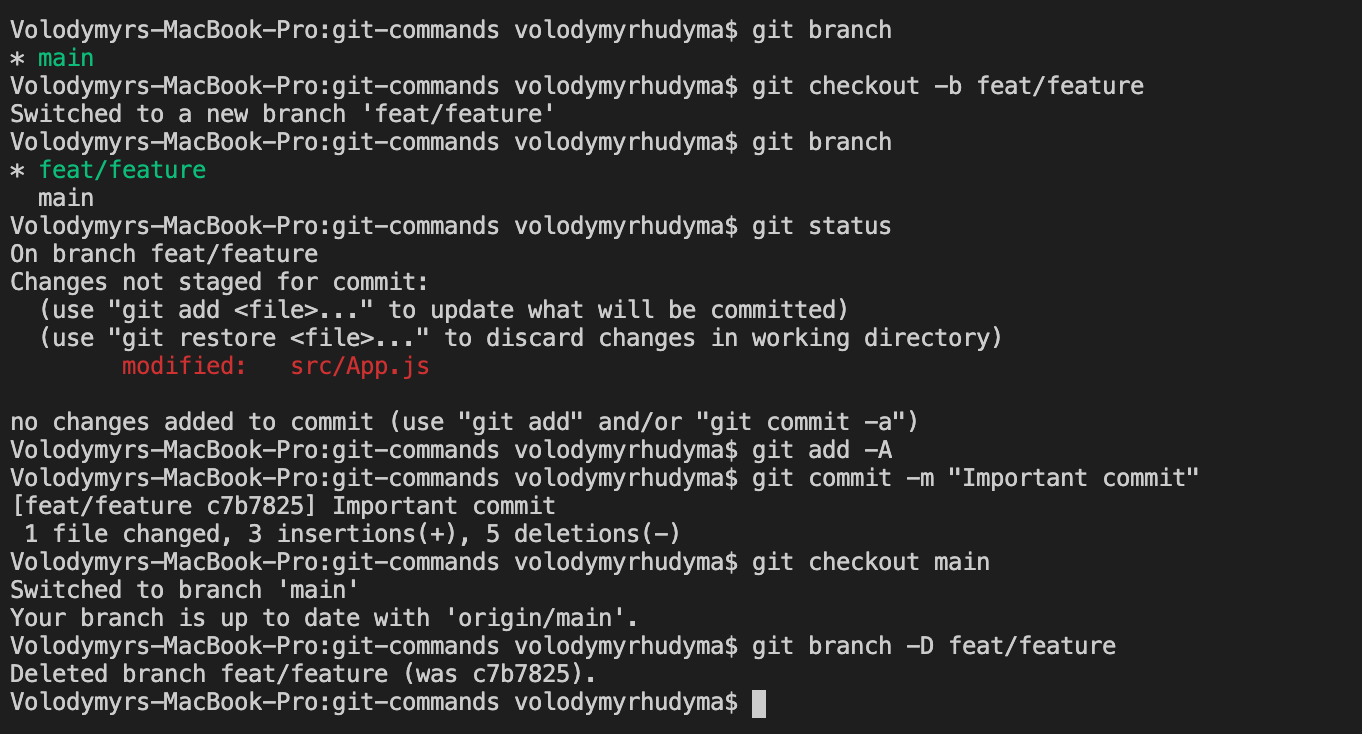 Volodymyrs-MacBook-Pro:git-commands volodymyrhudyma$ git branch
* main
Volodymyrs-MacBook-Pro:git-commands volodymyrhudyma$ git checkout -b feat/feature
Switched to a new branch 'feat/feature'
Volodymyrs-MacBook-Pro:git-commands volodymyrhudyma$ git branch
* feat/feature
  main
Volodymyrs-MacBook-Pro:git-commands volodymyrhudyma$ git status
On branch feat/feature
Changes not staged for commit:
  (use "git add <file>..." to update what will be committed)
  (use "git restore <file>..." to discard changes in working directory)
        modified:   src/App.js

no changes added to commit (use "git add" and/or "git commit -a")
Volodymyrs-MacBook-Pro:git-commands volodymyrhudyma$ git add -A
Volodymyrs-MacBook-Pro:git-commands volodymyrhudyma$ git commit -m "Important commit"
[feat/feature c7b7825] Important commit
 1 file changed, 3 insertions(+), 5 deletions(-)
Volodymyrs-MacBook-Pro:git-commands volodymyrhudyma$ git checkout main
Switched to branch 'main'
Your branch is up to date with 'origin/main'.
Volodymyrs-MacBook-Pro:git-commands volodymyrhudyma$ git branch -D feat/feature
Deleted branch feat/feature (was c7b7825).
Volodymyrs-MacBook-Pro:git-commands volodymyrhudyma$